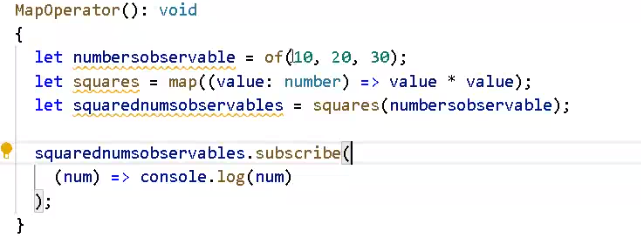 MapOperator(): void
{
let numbersobservable = of(10, 20, 30);
let squares = map((value: number) => value * value);
let squarednumsobservables = squares(numbersobservable);
squarednumsobservables.subscribe(
(num) => console.log(num)
);
}